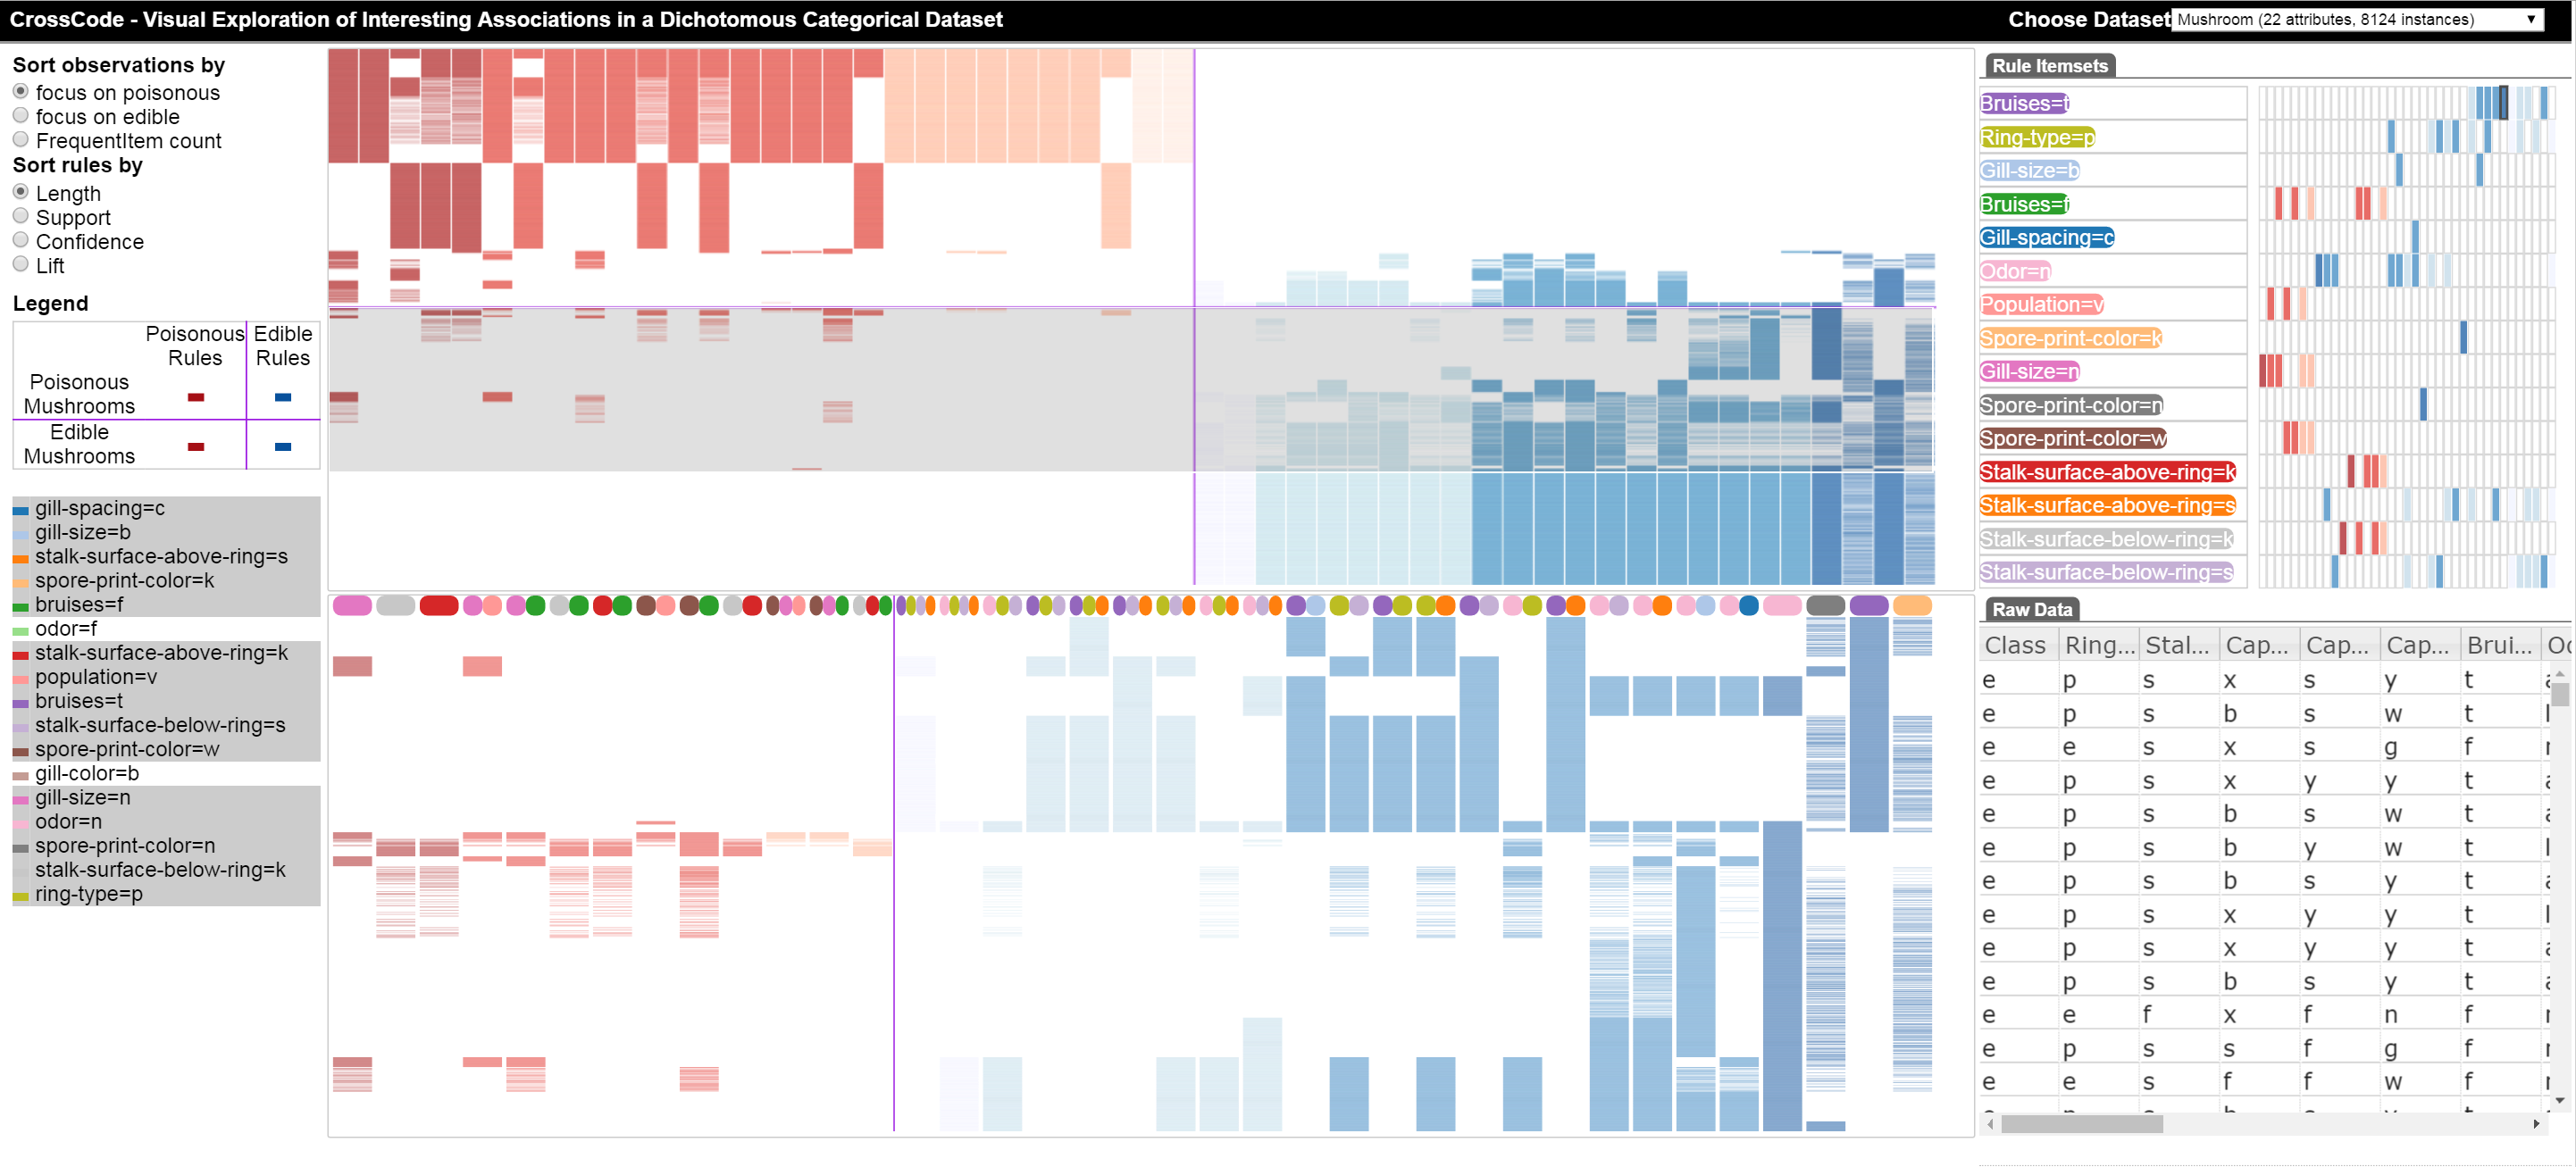 CrossCode - Visual Exploration of Interesting Associations in a Dichotomous Categorical Dataset
Choose Dataset Mushroom (22 attributes, 8124 instances)
Sort observations by
focus on poisonous
focus on edible
FrequentItem count
Sort rules by
Length
Support
Confidence
Lift
Legend
Poisonous Rules
Edible Rules
Poisonous Mushrooms
Edible Mushrooms
gill-spacing=c
gill-size=b
stalk-surface-above-ring=s
spore-print-color=k
bruises=f
odor=f
stalk-surface-above-ring=k
population=v
bruises=t
stalk-surface-below-ring=s
spore-print-color=w
gill-color=b
gill-size=n
odor=n
spore-print-color=n
stalk-surface-below-ring=k
ring-type=p
Rule Itemsets
Bruises=t
Ring-type=p
Gill-size=b
Bruises=f
Gill-spacing=c
Odor=n
Population=v
Spore-print-color=k
Gill-size=n
Spore-print-color=n
Spore-print-color=w
Stalk-surface-above-ring=k
Stalk-surface-above-ring=s
Stalk-surface-below-ring=k
Stalk-surface-below-ring=s
Raw Data
Class Ring... Stal... Cap... Cap... Cap... Brui...
e p s x s y t
e p s b s w t
e e s x s g f
e p s x y y t
e p s b s w t
e p s b y w t
e p s b s y t
e p s x y y t
e p s x y y t
e p s b s y t
e e f x f n f
e p s s f g f
e e s f f w f